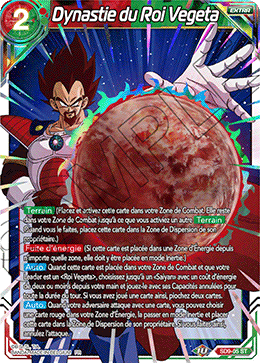 2
Dynastie du Roi Vegeta
EXTRA
Terrain (Placez et activez cette carte dans votre Zone de Combat. Elle reste
dans votre Zone de Combat jusqu'à ce que vous activiez un autre Terrain.
Quand vous le faites, placez cette carte dans la Zone de Dispersion de son
propriétaire.)
Fuite d'énergie (Si cette carte est placée dans une Zone d'Énergie depuis
n'importe quelle zone, elle doit y être placée en mode inactif.)
Auto Quand cette carte est placée dans votre Zone de Combat et que votre
Leader est un «Roi Vegeta», choisissez jusqu'à un «Saiyan» avec un coût d'énergie
de deux ou moins depuis votre main et jouez-le avec ses Capacités annulées pour
toute la durée du tour. Si vous avez joué une carte ainsi, piochez deux cartes.
Auto Quand votre adversaire attaque avec une carte, vous pouvez choisir
une carte rouge dans votre Zone d'Énergie, la passer en mode inactif et placer
cette carte dans la Zone de Dispersion de son propriétaire. Si vous faites ainsi,
annulez l'attaque.
SD9-05 ST